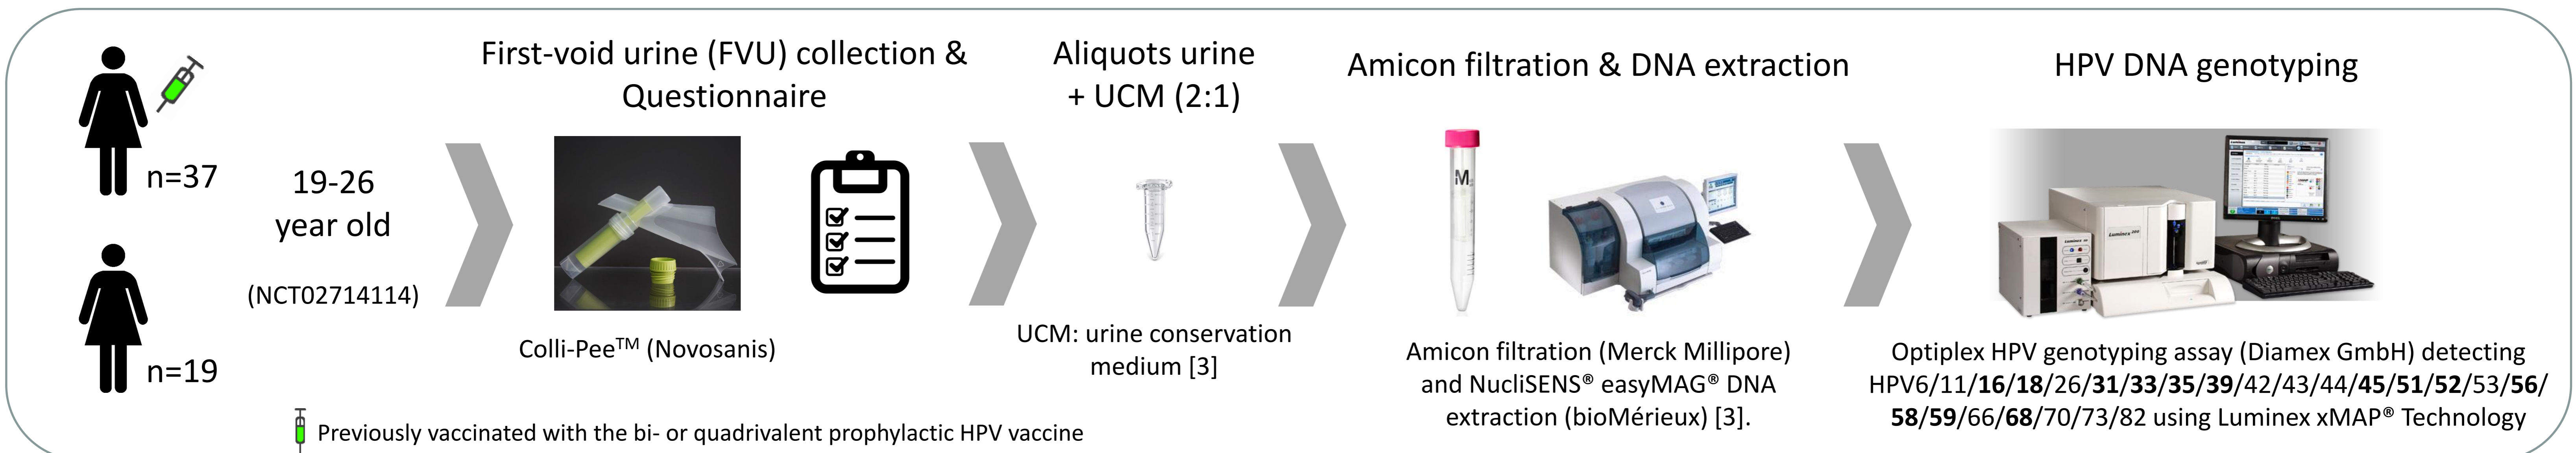 n=37
n=19
19-26
year old
(NCT02714114)
First-void urine (FVU) collection &
Questionnaire
Colli-Pee™ (Novosanis)
Aliquots urine
+ UCM (2:1)
UCM: urine conservation
medium [3]
Amicon filtration & DNA extraction
M
Amicon filtration (Merck Millipore)
and NucliSENS® easyMAG® DNA
extraction (bioMérieux) [3].
HPV DNA genotyping
Luminex
Luminex 200
Optiplex HPV genotyping assay (Diamex GmbH) detecting
HPV6/11/16/18/26/31/33/35/39/42/43/44/45/51/52/53/56/
58/59/66/68/70/73/82 using Luminex xMAP® Technology
Previously vaccinated with the bi- or quadrivalent prophylactic HPV vaccine